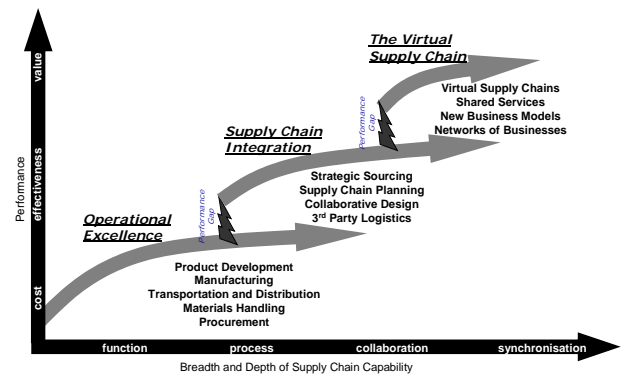 The Virtual
Supply Chain
Virtual Supply Chains
Shared Services
New Business Models
Networks of Businesses
Performance
Gap
Supply Chain
Integration
Strategic Sourcing
Supply Chain Planning
Collaborative Design
3rd Party Logistics
Performance
Gap
Operational
Excellence
Product Development
Manufacturing
Transportation and Distribution
Materials Handling
Procurement
Performance
value
effectiveness
cost
function process collaboration synchronisation
Breadth and Depth of Supply Chain Capability